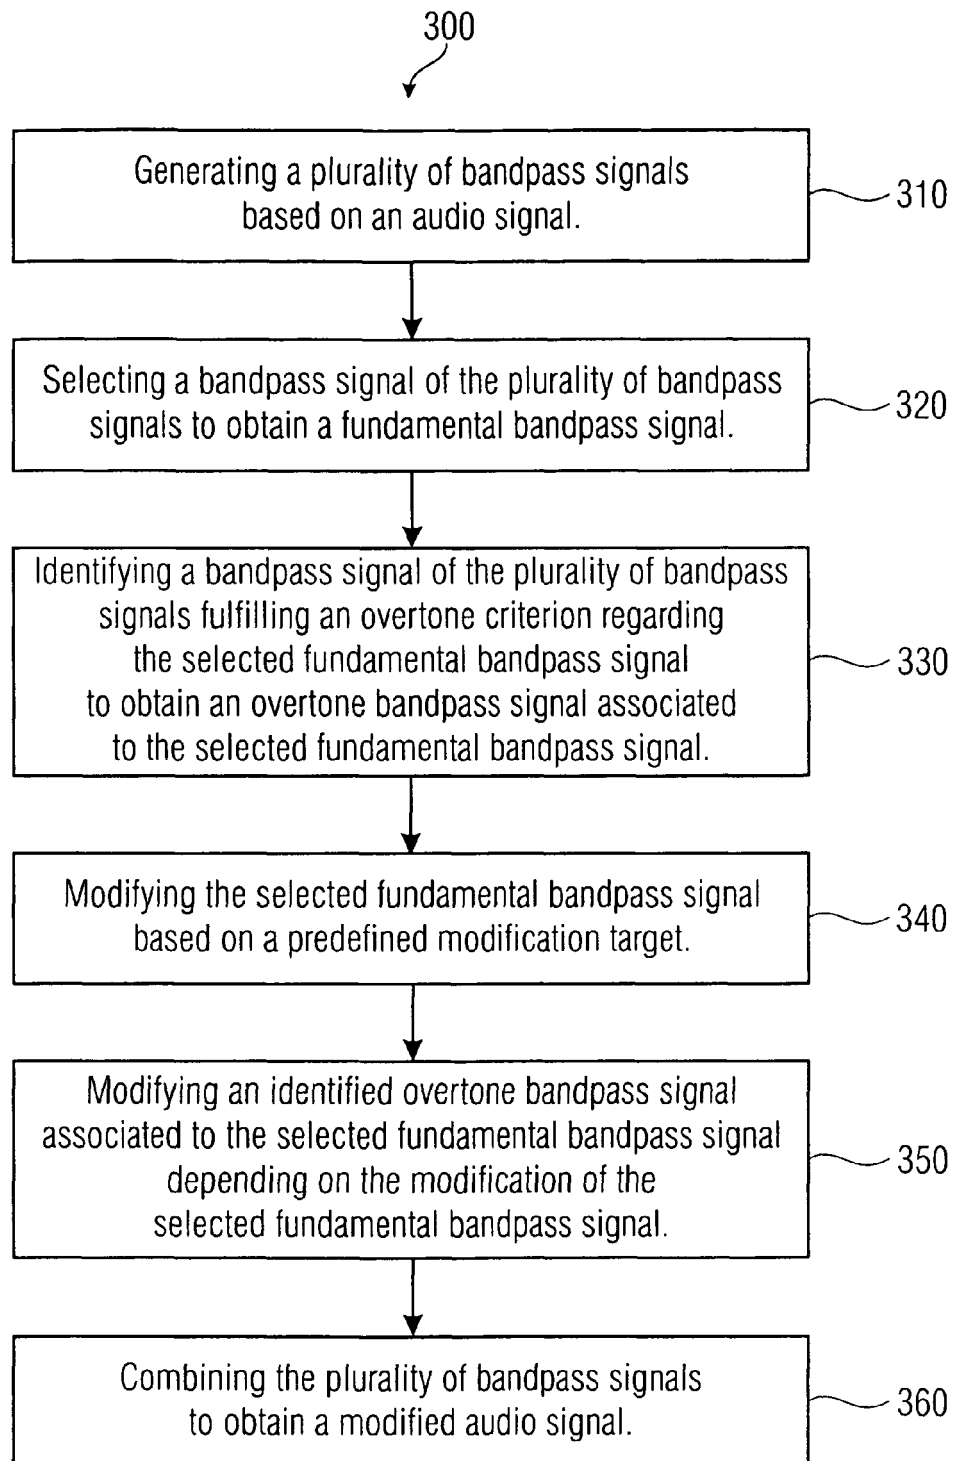 300
Generating a plurality of bandpass signals
based on an audio signal.
310
Selecting a bandpass signal of the plurality of bandpass
signals to obtain a fundamental bandpass signal.
320
Identifying a bandpass signal of the plurality of bandpass
signals fulfilling an overtone criterion regarding
the selected fundamental bandpass signal
to obtain an overtone bandpass signal associated
to the selected fundamental bandpass signal.
330
Modifying the selected fundamental bandpass signal
based on a predefined modification target.
340
Modifying an identified overtone bandpass signal
associated to the selected fundamental bandpass signal
depending on the modification of the
selected fundamental bandpass signal.
350
Combining the plurality of bandpass signals
to obtain a modified audio signal.
360